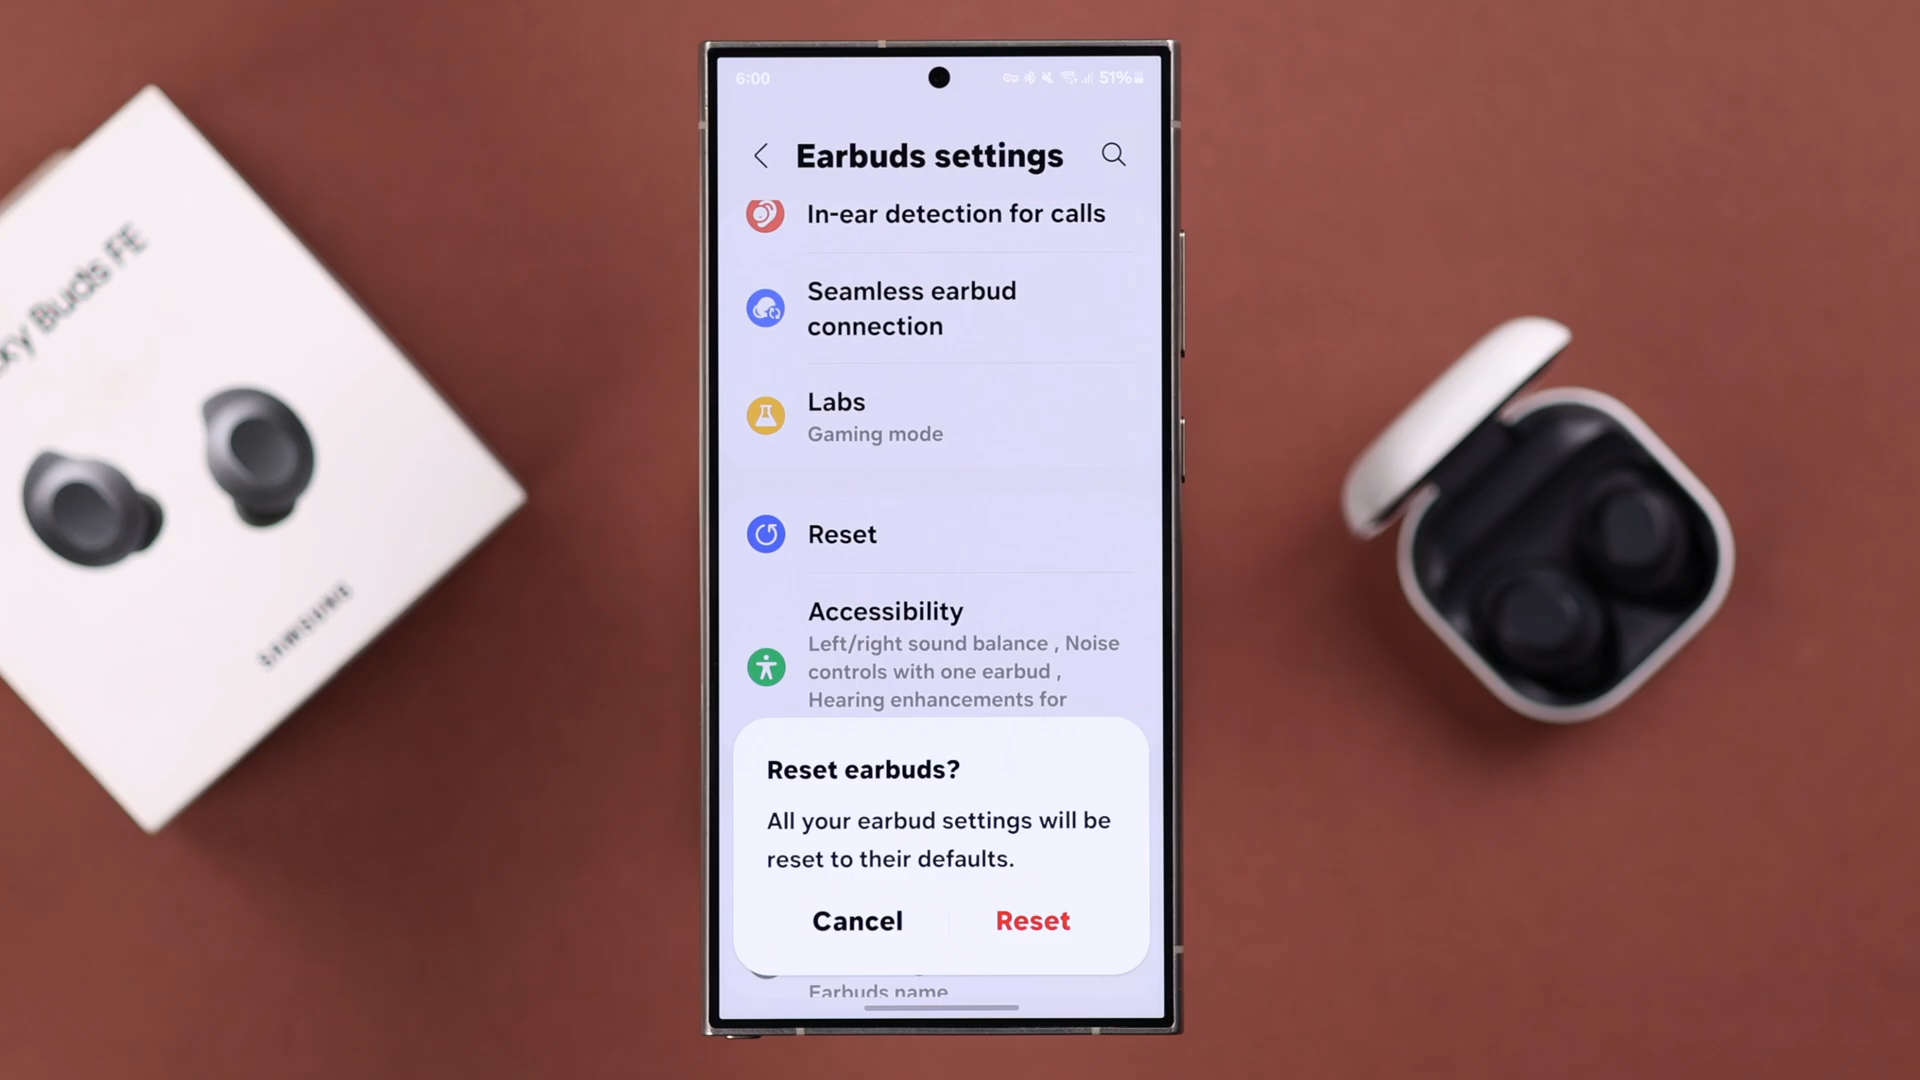 6:00
51%
Earbuds settings
In-ear detection for calls
Seamless earbud
connection
Labs
Gaming mode
Reset
Accessibility
Left/right sound balance , Noise
controls with one earbud ,
Hearing enhancements for
Reset earbuds?
All your earbud settings will be
reset to their defaults.
Cancel
Reset
Earbuds name
Buds FE
SAMSUNG